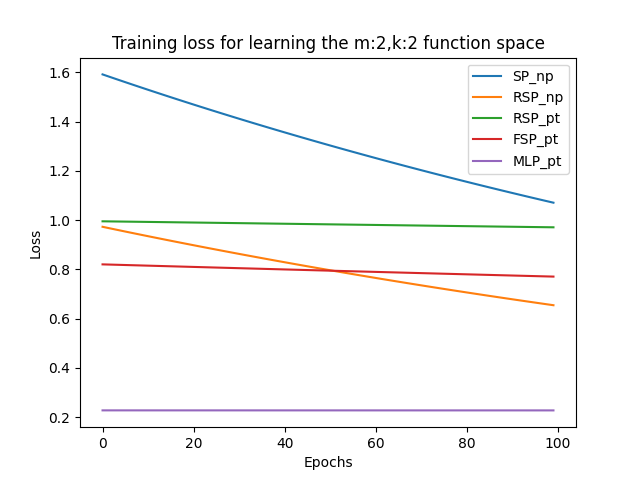 Training loss for learning the m:2,k:2 function space
SP_np
RSP_np
RSP_pt
FSP_pt
MLP_pt
1.6
1.4
1.2
1.0
0.8
0.6
0.4
0.2
Loss
0 20 40 60 80 100
Epochs